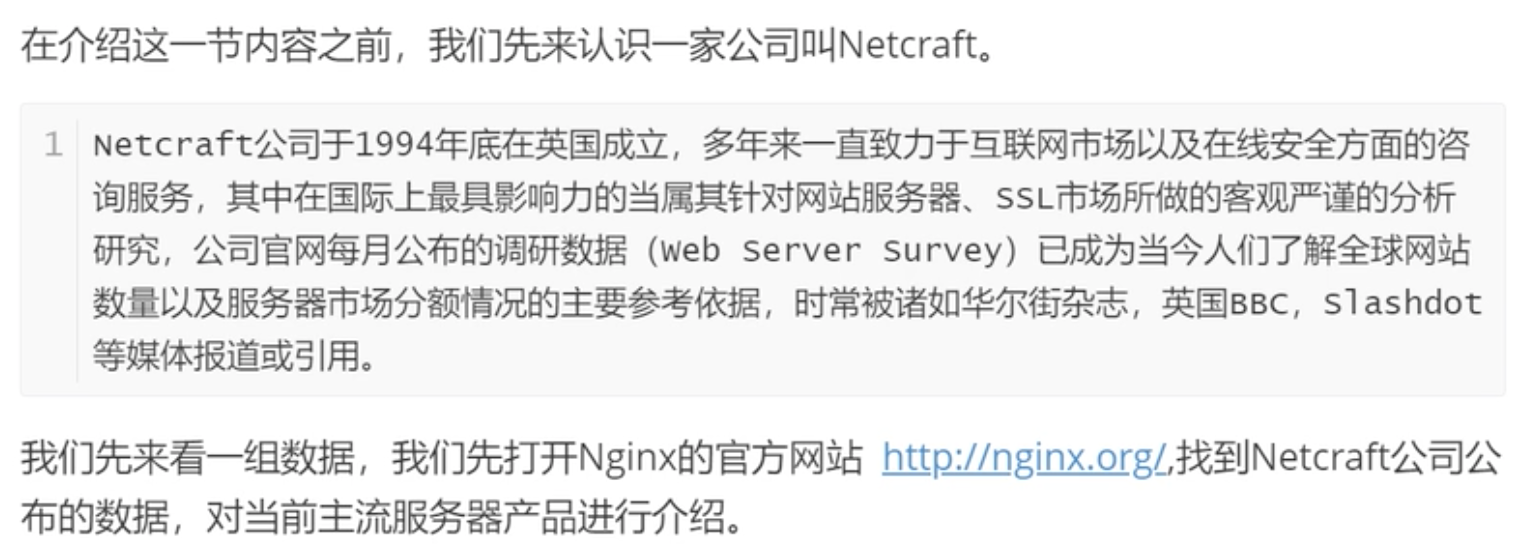 在介绍这一节内容之前，我们先来认识一家公司叫Netcraft。
1 Netcraft公司于1994年底在英国成立，多年来一直致力于互联网市场以及在线安全方面的咨
询服务，其中在国际上最具影响力的当属其针对网站服务器、SSL市场所做的客观严谨的分析
研究，公司官网每月公布的调研数据（Web Server Survey）已成为当今人们了解全球网站
数量以及服务器市场分额情况的主要参考依据，时常被诸如华尔街杂志，英国BBC，Slashdot
等媒体报道或引用。
我们先来看一组数据，我们先打开Nginx的官方网站 http://nginx.org/,找到Netcraft公司公
布的数据，对当前主流服务器产品进行介绍。